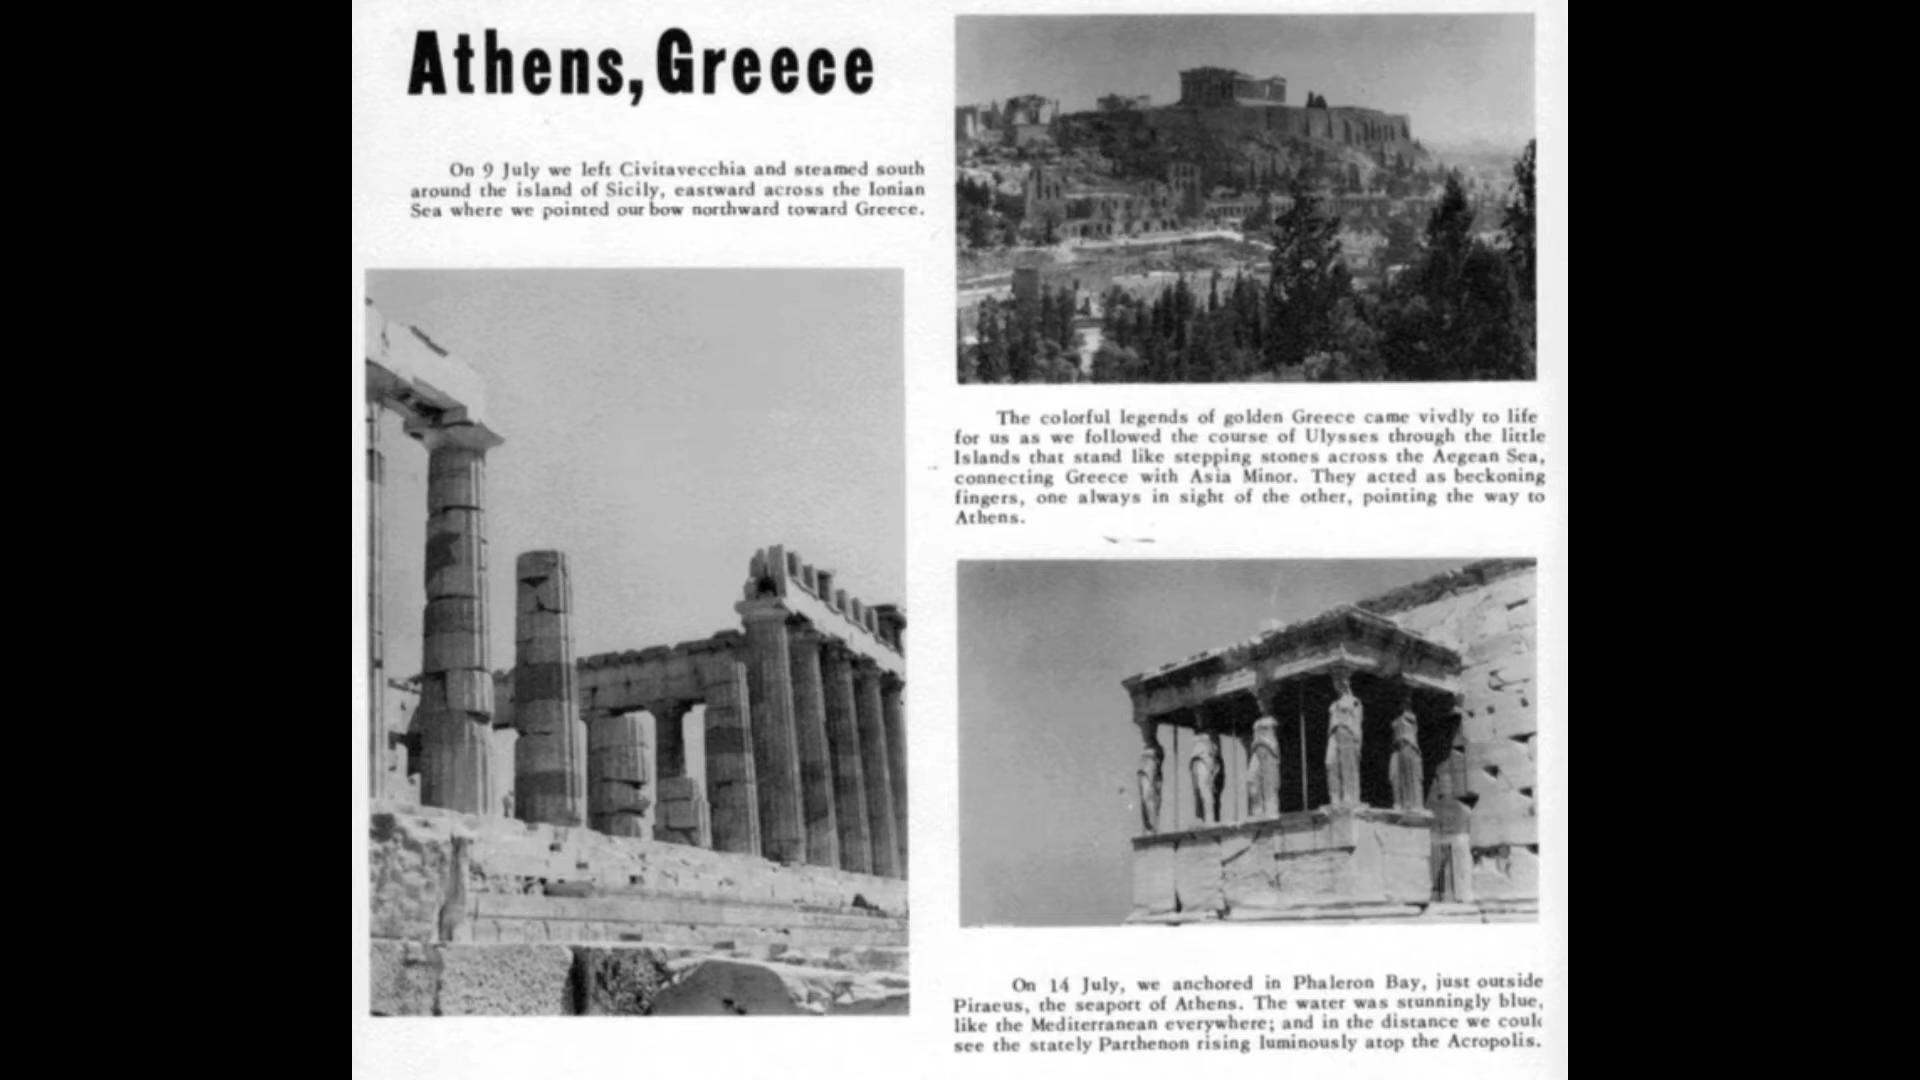 Athens, Greece
On 9 July we left Civitavecchia and steamed south
around the island of Sicily, eastward across the Ionian
Sea where we pointed our bow northward toward Greece.
The colorful legends of golden Greece came vivdly to life
for us as we followed the course of Ulysses through the little
Islands that stand like stepping stones across the Aegean Sea,
connecting Greece with Asia Minor. They acted as beckoning
fingers, one always in sight of the other, pointing the way to
Athens.
On 14 July, we anchored in Phaleron Bay, just outside
Piraeus, the seaport of Athens. The water was stunningly blue,
like the Mediterranean everywhere; and in the distance we could
see the stately Parthenon rising luminously atop the Acropolis.